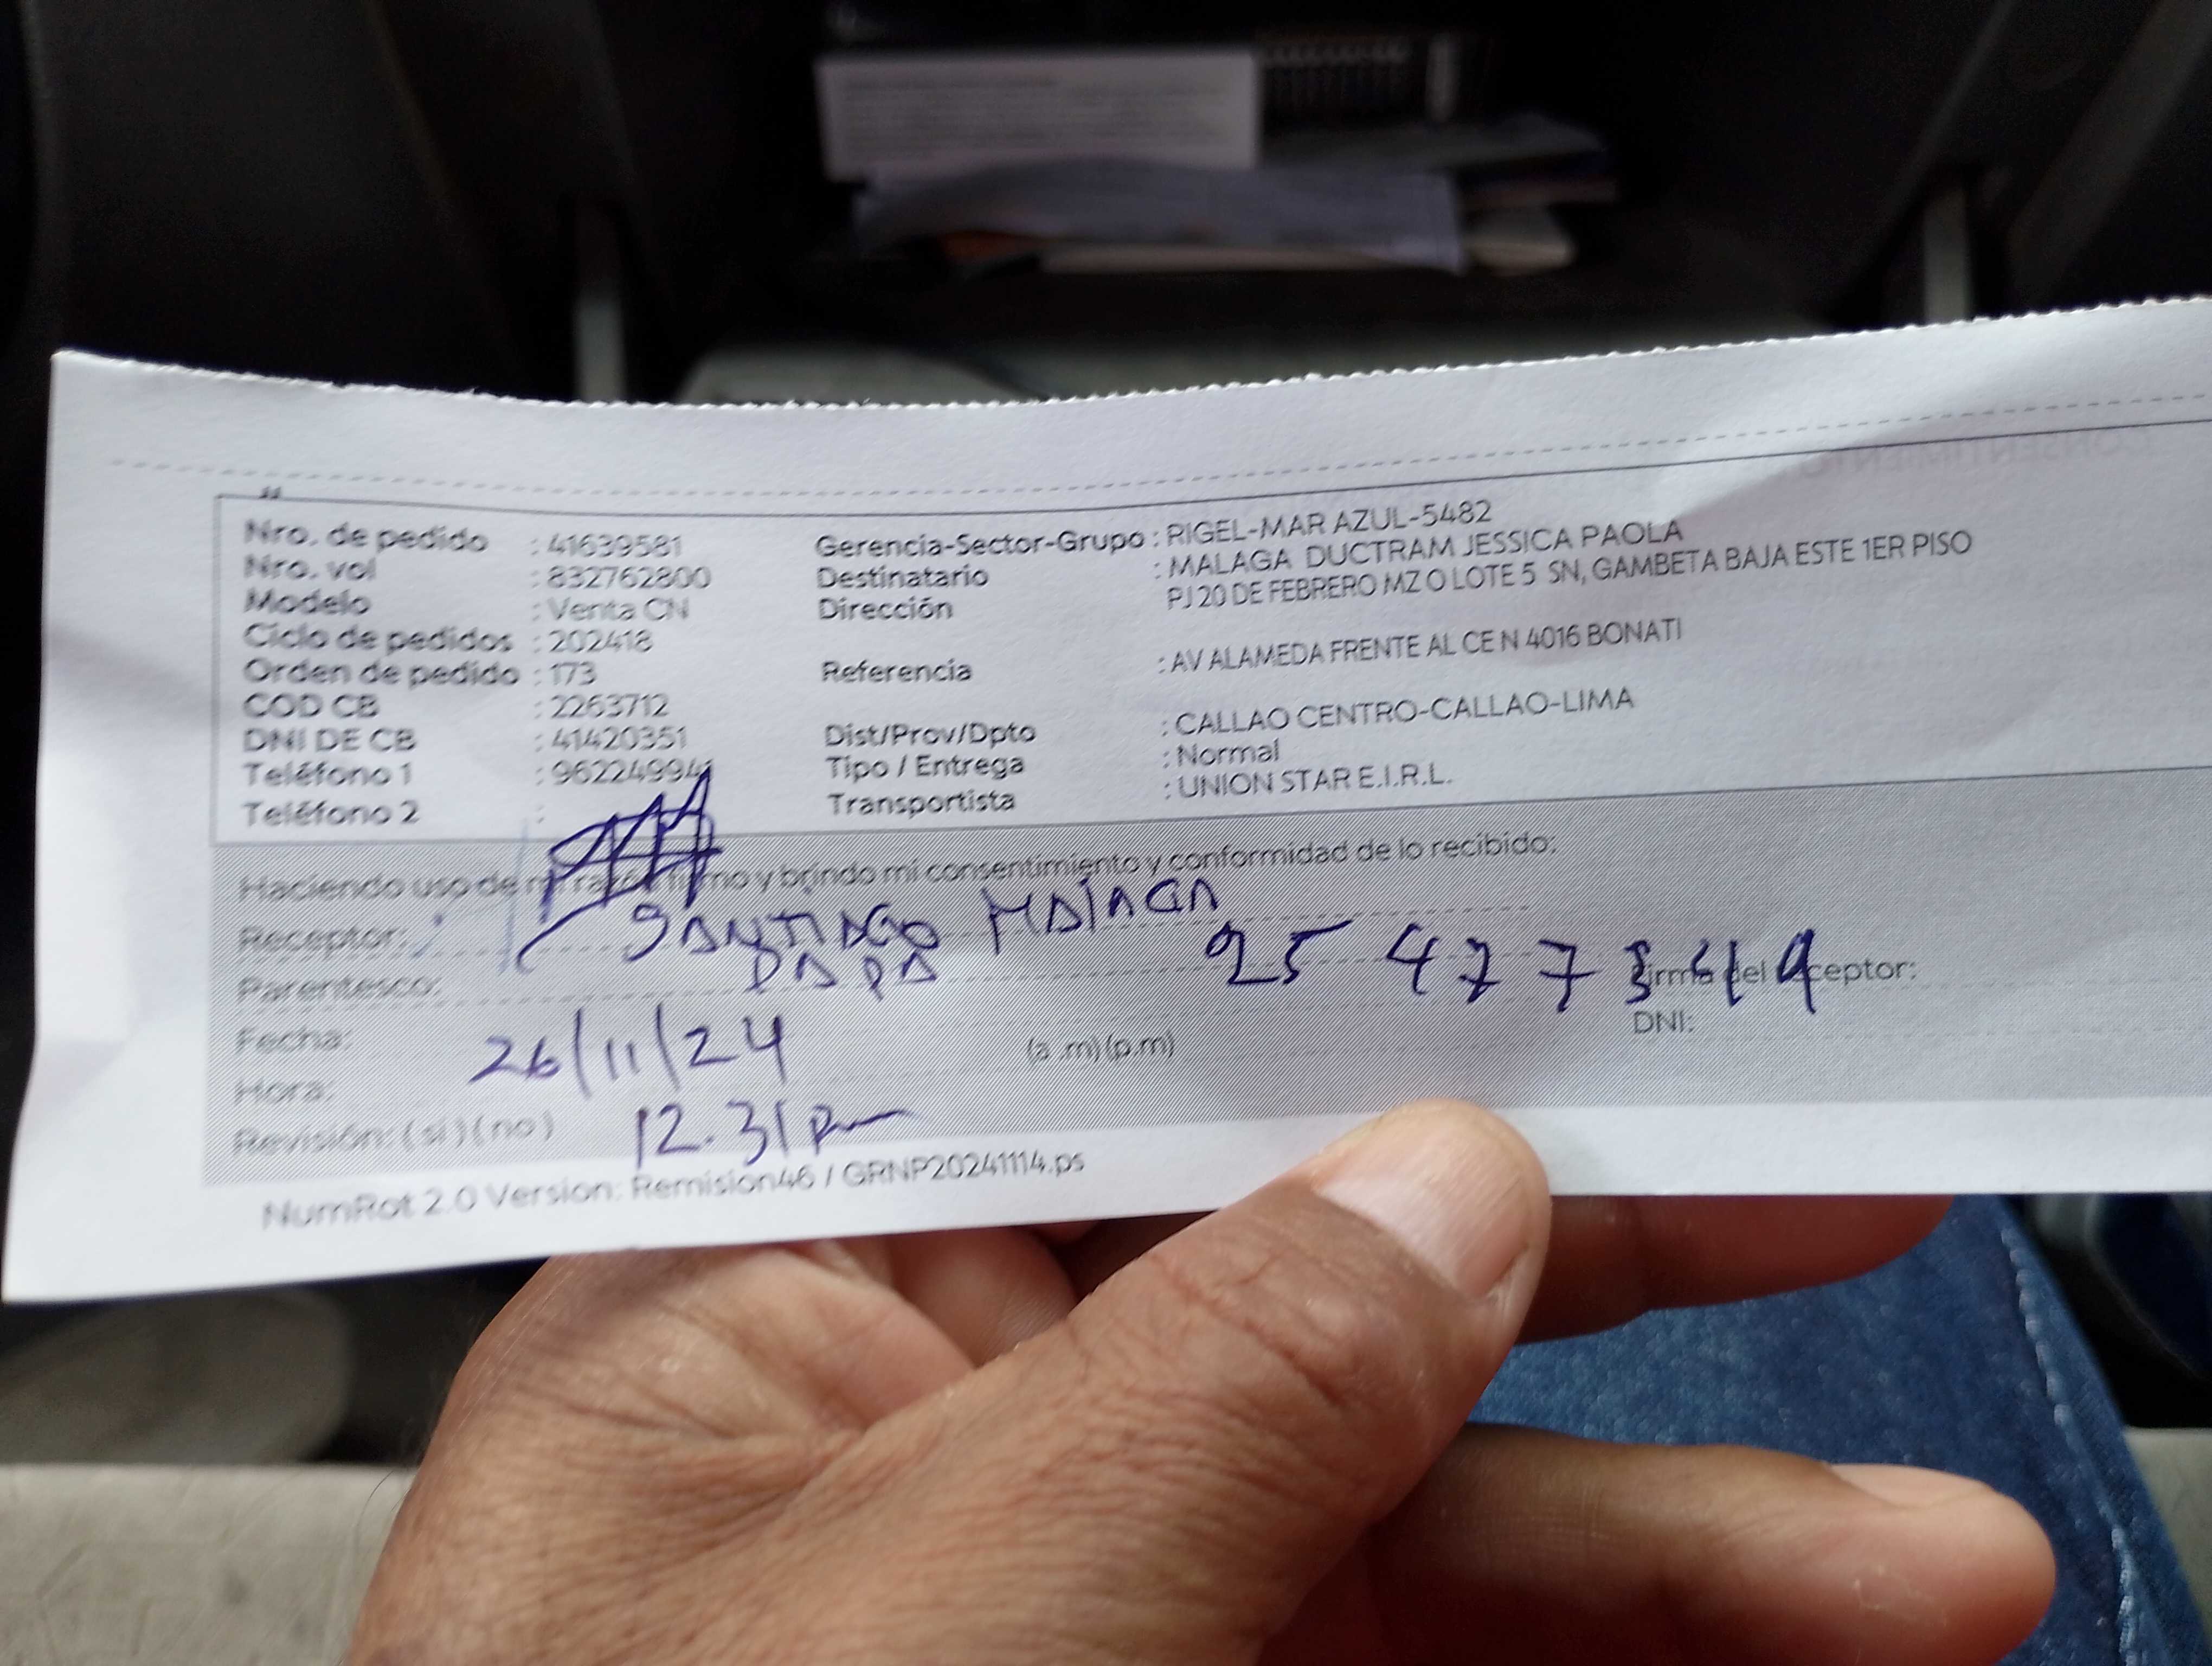 Nro. de pedido : 41639581 Gerencia-Sector-Grupo : RIGEL-MAR AZUL-5482
Nro. vol : 832762800 Destinatario : MALAGA DUCTRAM JESSICA PAOLA
Modelo : Venta CN Dirección PJ 20 DE FEBRERO MZ O LOTE 5 SN, GAMBETA BAJA ESTE 1ER PISO
Ciclo de pedidos : 202418
Orden de pedido : 173 Referencia : AV ALAMEDA FRENTE AL CE N 4016 BONATI
COD CB : 2263712
DNI DE CB : 41420351 Dist/Prov/Dpto : CALLAO CENTRO-CALLAO-LIMA
Teléfono 1 : 962249941 Tipo / Entrega : Normal
Teléfono 2 : Transportista : UNION STAR E.I.R.L.
Haciendo uso de mi razón firmo y brindo mi consentimiento y conformidad de lo recibido:
Receptor: SANTIAGO MALAGA
Parentesco: PAPA 25 47 7 Firma del receptor:
Fecha: 26/11/24 DNI:
Hora: 12.31 pm (a .m) (p.m)
Revisión: ( si ) ( no )
NumRot 2.0 Version: Remision46 / GRNP20241114.ps